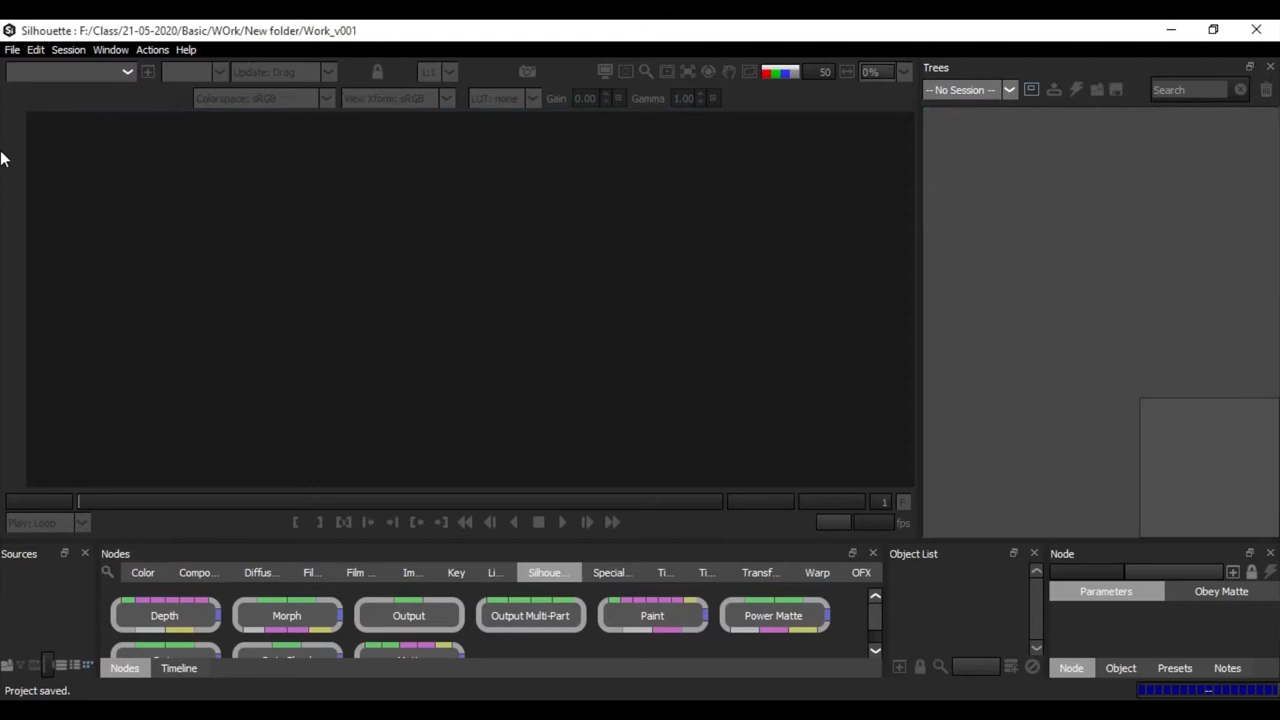 Silhouette : F:/Class/21-05-2020/Basic/WOrk/New folder/Work_v001
File Edit Session Window Actions Help
Update: Drag 1:1 50 0%
Colorspace: sRGB View Xform: sRGB LUT: none Gain 0.00 Gamma 1.00
Trees
-- No Session -- Search
1 F
Play: Loop fps
Sources
Nodes
Color Compo... Diffus... Fil... Film ... Im... Key Li... Silhoue... Special... Ti... Ti... Transf... Warp OFX
Depth Morph Output Output Multi-Part Paint Power Matte
Nodes Timeline
Object List
Node
Parameters Obey Matte
Node Object Presets Notes
Project saved. --